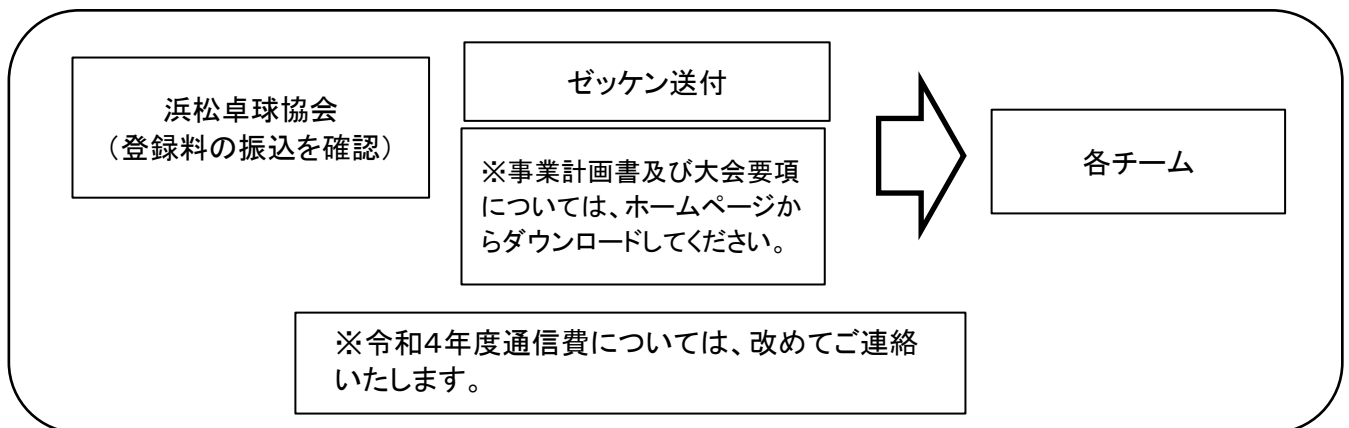 浜松卓球協会
（登録料の振込を確認）
ゼッケン送付
※事業計画書及び大会要項
については、ホームページか
らダウンロードしてください。
各チーム
※令和4年度通信費については、改めてご連絡
いたします。